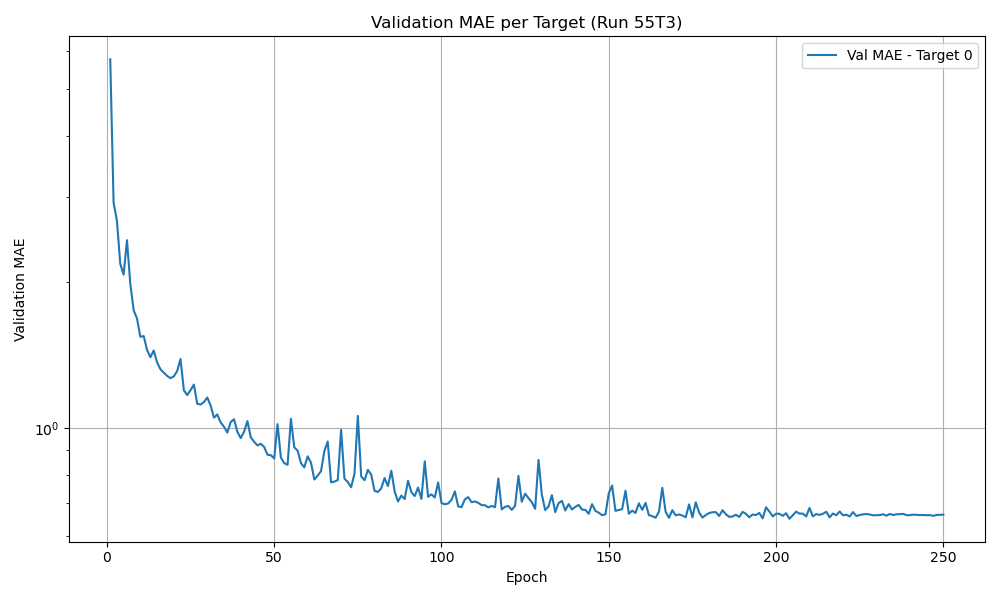 Validation MAE per Target (Run 55T3)
Val MAE - Target 0
Validation MAE
10⁰
0 50 100 150 200 250
Epoch